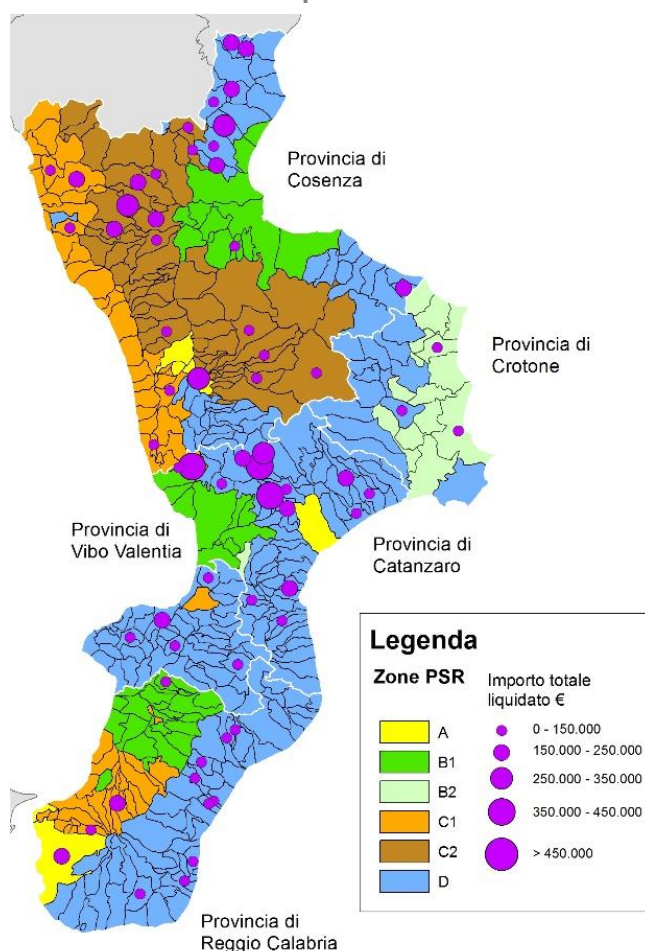 Provincia di
Cosenza
Provincia di
Crotone
Provincia di
Vibo Valentia
Provincia di
Catanzaro
Legenda
Zone PSR
Importo totale
liquidato €
A
B1
B2
C1
C2
D
0 - 150.000
150.000 - 250.000
250.000 - 350.000
350.000 - 450.000
> 450.000
Provincia di
Reggio Calabria